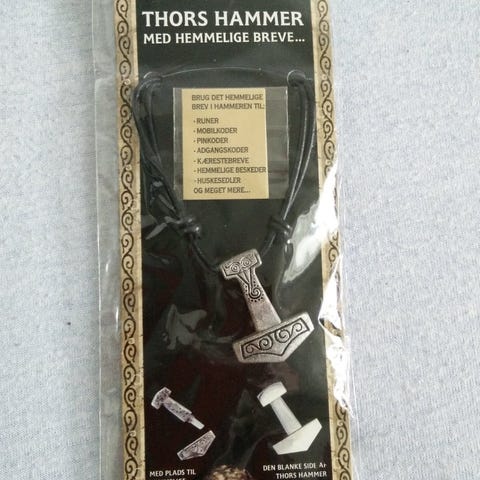 THORS HAMMER
MED HEMMELIGE BREVE...
BRUG DET HEMMELIGE
BREV I HAMMEREN TIL:
· RUNER
· MOBILKODER
· PINKODER
· ADGANGSKODER
· KÆRESTEBREVE
· HEMMELIGE BESKEDER
· HUSKESEDLER
OG MEGET MERE...
MED PLADS TIL
DEN BLANKE SIDE AF
THORS HAMMER